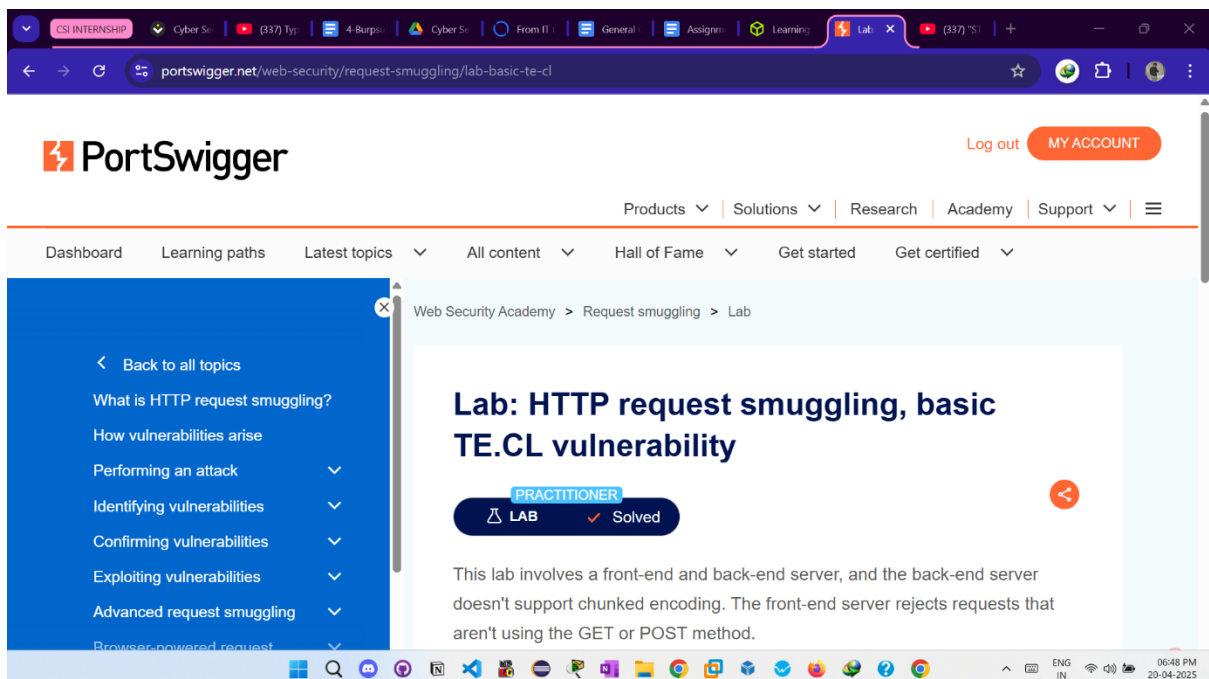 CSI INTERNSHIP Cyber Se (337) Typ 4-Burpsu Cyber Se From IT t General C Assignm Learning Lab (337) "ST
portswigger.net/web-security/request-smuggling/lab-basic-te-cl
PortSwigger
Log out MY ACCOUNT
Products Solutions Research Academy Support
Dashboard Learning paths Latest topics All content Hall of Fame Get started Get certified
Web Security Academy > Request smuggling > Lab
Back to all topics
What is HTTP request smuggling?
How vulnerabilities arise
Performing an attack
Identifying vulnerabilities
Confirming vulnerabilities
Exploiting vulnerabilities
Advanced request smuggling
Browser-powered request
Lab: HTTP request smuggling, basic
TE.CL vulnerability
PRACTITIONER
LAB Solved
This lab involves a front-end and back-end server, and the back-end server
doesn't support chunked encoding. The front-end server rejects requests that
aren't using the GET or POST method.
ENG
IN
06:48 PM
20-04-2025